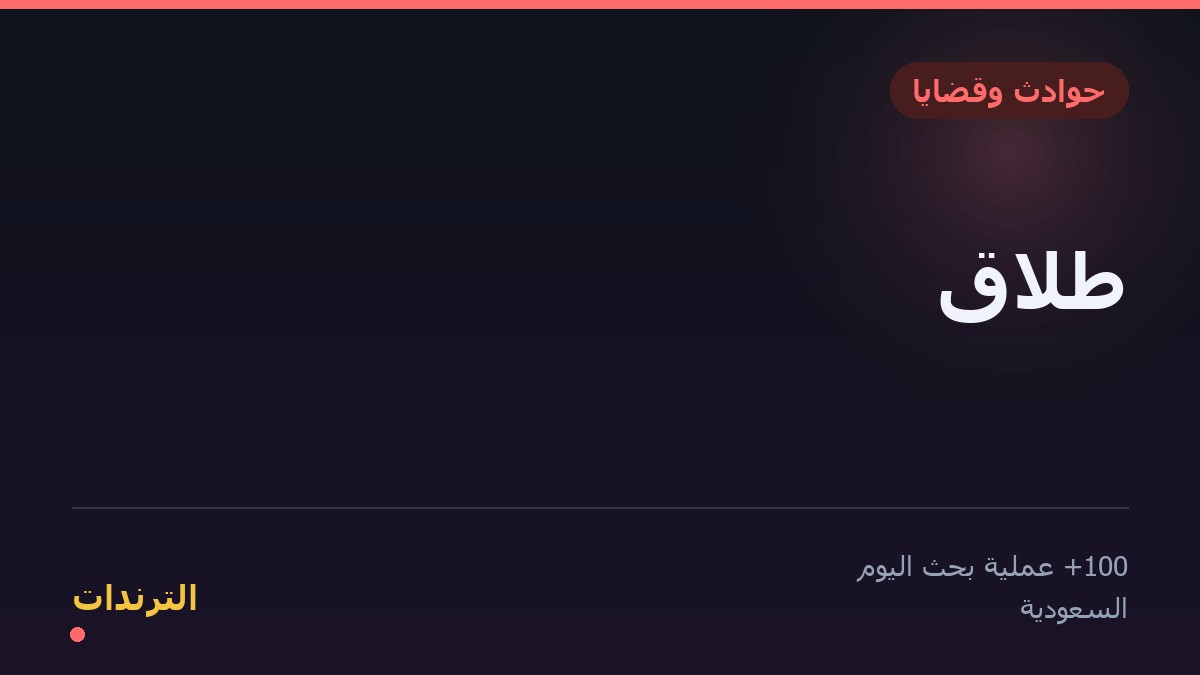 حوادث وقضايا
طلاق
100+ عملية بحث اليوم
السعودية
الترندات